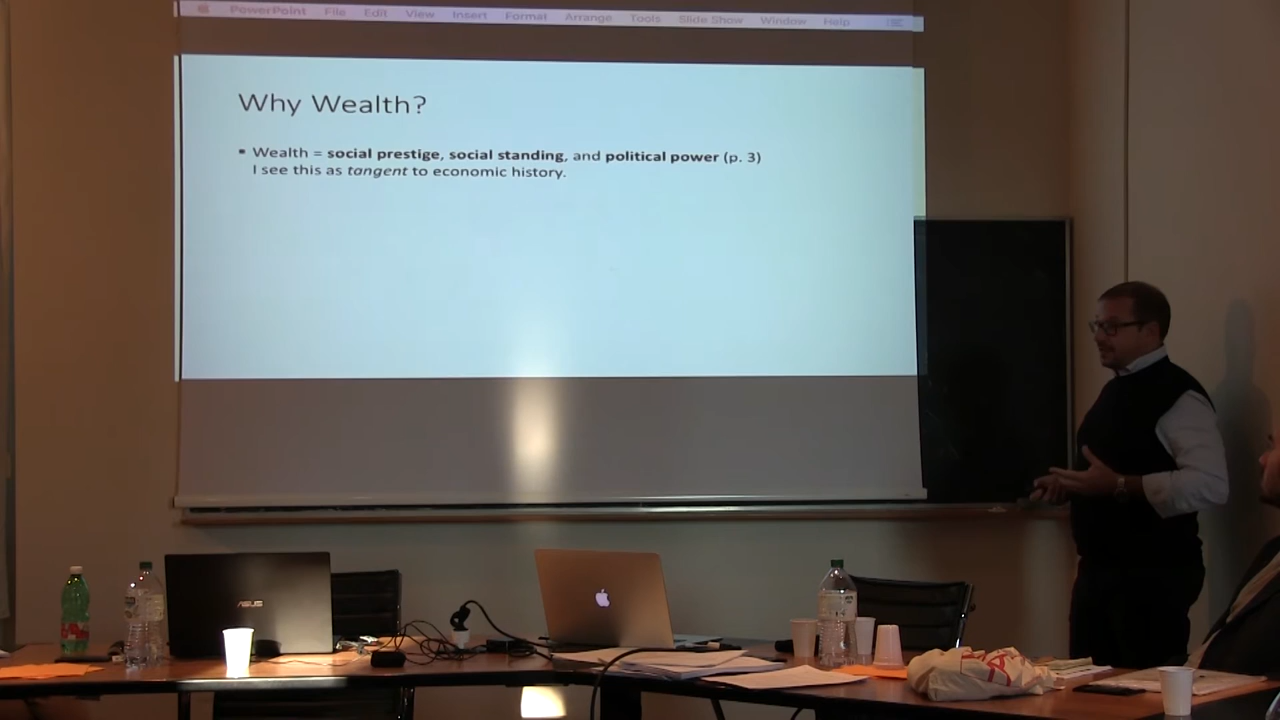 PowerPoint File Edit View Insert Format Arrange Tools Slide Show Window Help
Why Wealth?
▪ Wealth = social prestige, social standing, and political power (p. 3)
I see this as tangent to economic history.
ASUS